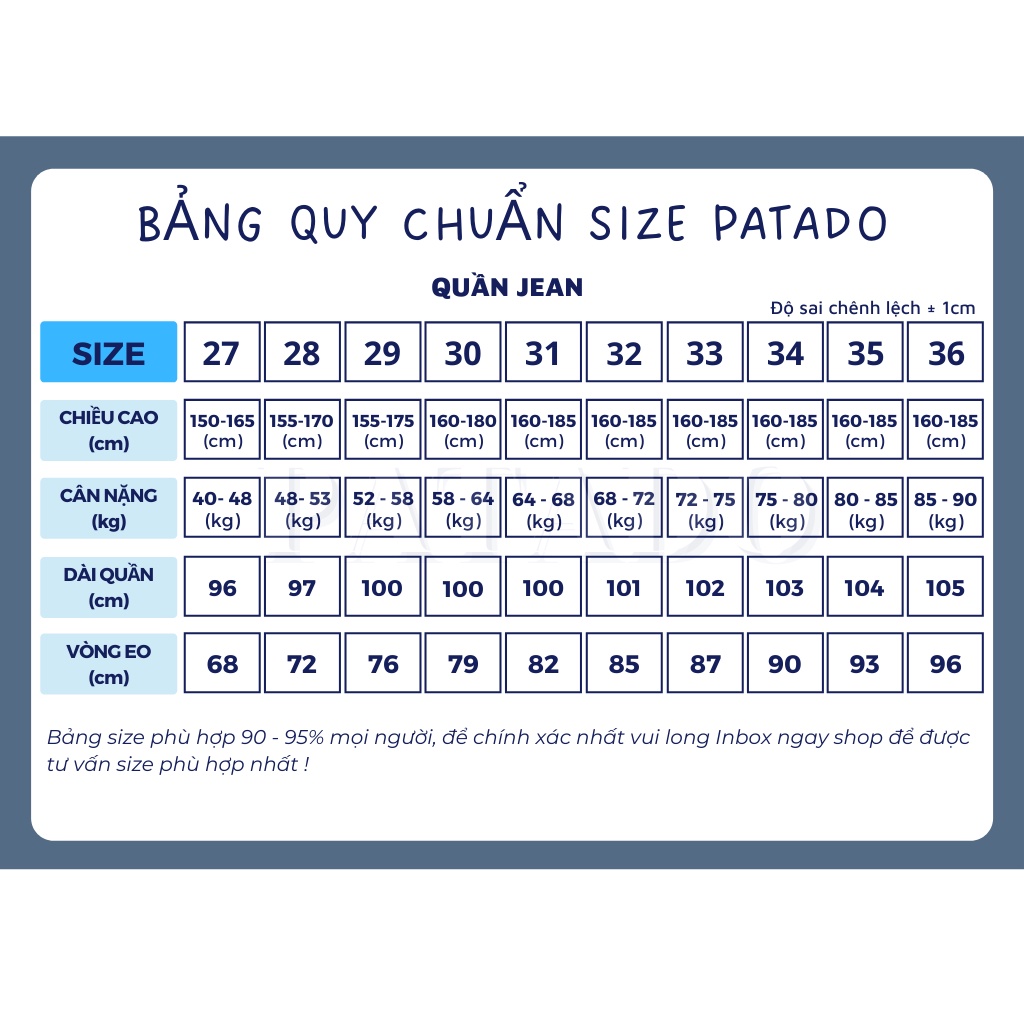 BẢNG QUY CHUẨN SIZE PATADO
QUẦN JEAN
Độ sai chênh lệch ± 1cm
SIZE 27 28 29 30 31 32 33 34 35 36
CHIỀU CAO (cm) 150-165 (cm) 155-170 (cm) 155-175 (cm) 160-180 (cm) 160-185 (cm) 160-185 (cm) 160-185 (cm) 160-185 (cm) 160-185 (cm) 160-185 (cm)
CÂN NẶNG (kg) 40- 48 (kg) 48- 53 (kg) 52 - 58 (kg) 58 - 64 (kg) 64 - 68 (kg) 68 - 72 (kg) 72 - 75 (kg) 75 - 80 (kg) 80 - 85 (kg) 85 - 90 (kg)
DÀI QUẦN (cm) 96 97 100 100 100 101 102 103 104 105
VÒNG EO (cm) 68 72 76 79 82 85 87 90 93 96
PATADO
Bảng size phù hợp 90 - 95% mọi người, để chính xác nhất vui long Inbox ngay shop để được
tư vấn size phù hợp nhất !